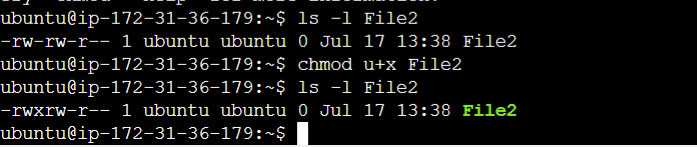 ubuntu@ip-172-31-36-179:~$ ls -l File2
-rw-rw-r-- 1 ubuntu ubuntu 0 Jul 17 13:38 File2
ubuntu@ip-172-31-36-179:~$ chmod u+x File2
ubuntu@ip-172-31-36-179:~$ ls -l File2
-rwxrw-r-- 1 ubuntu ubuntu 0 Jul 17 13:38 File2
ubuntu@ip-172-31-36-179:~$